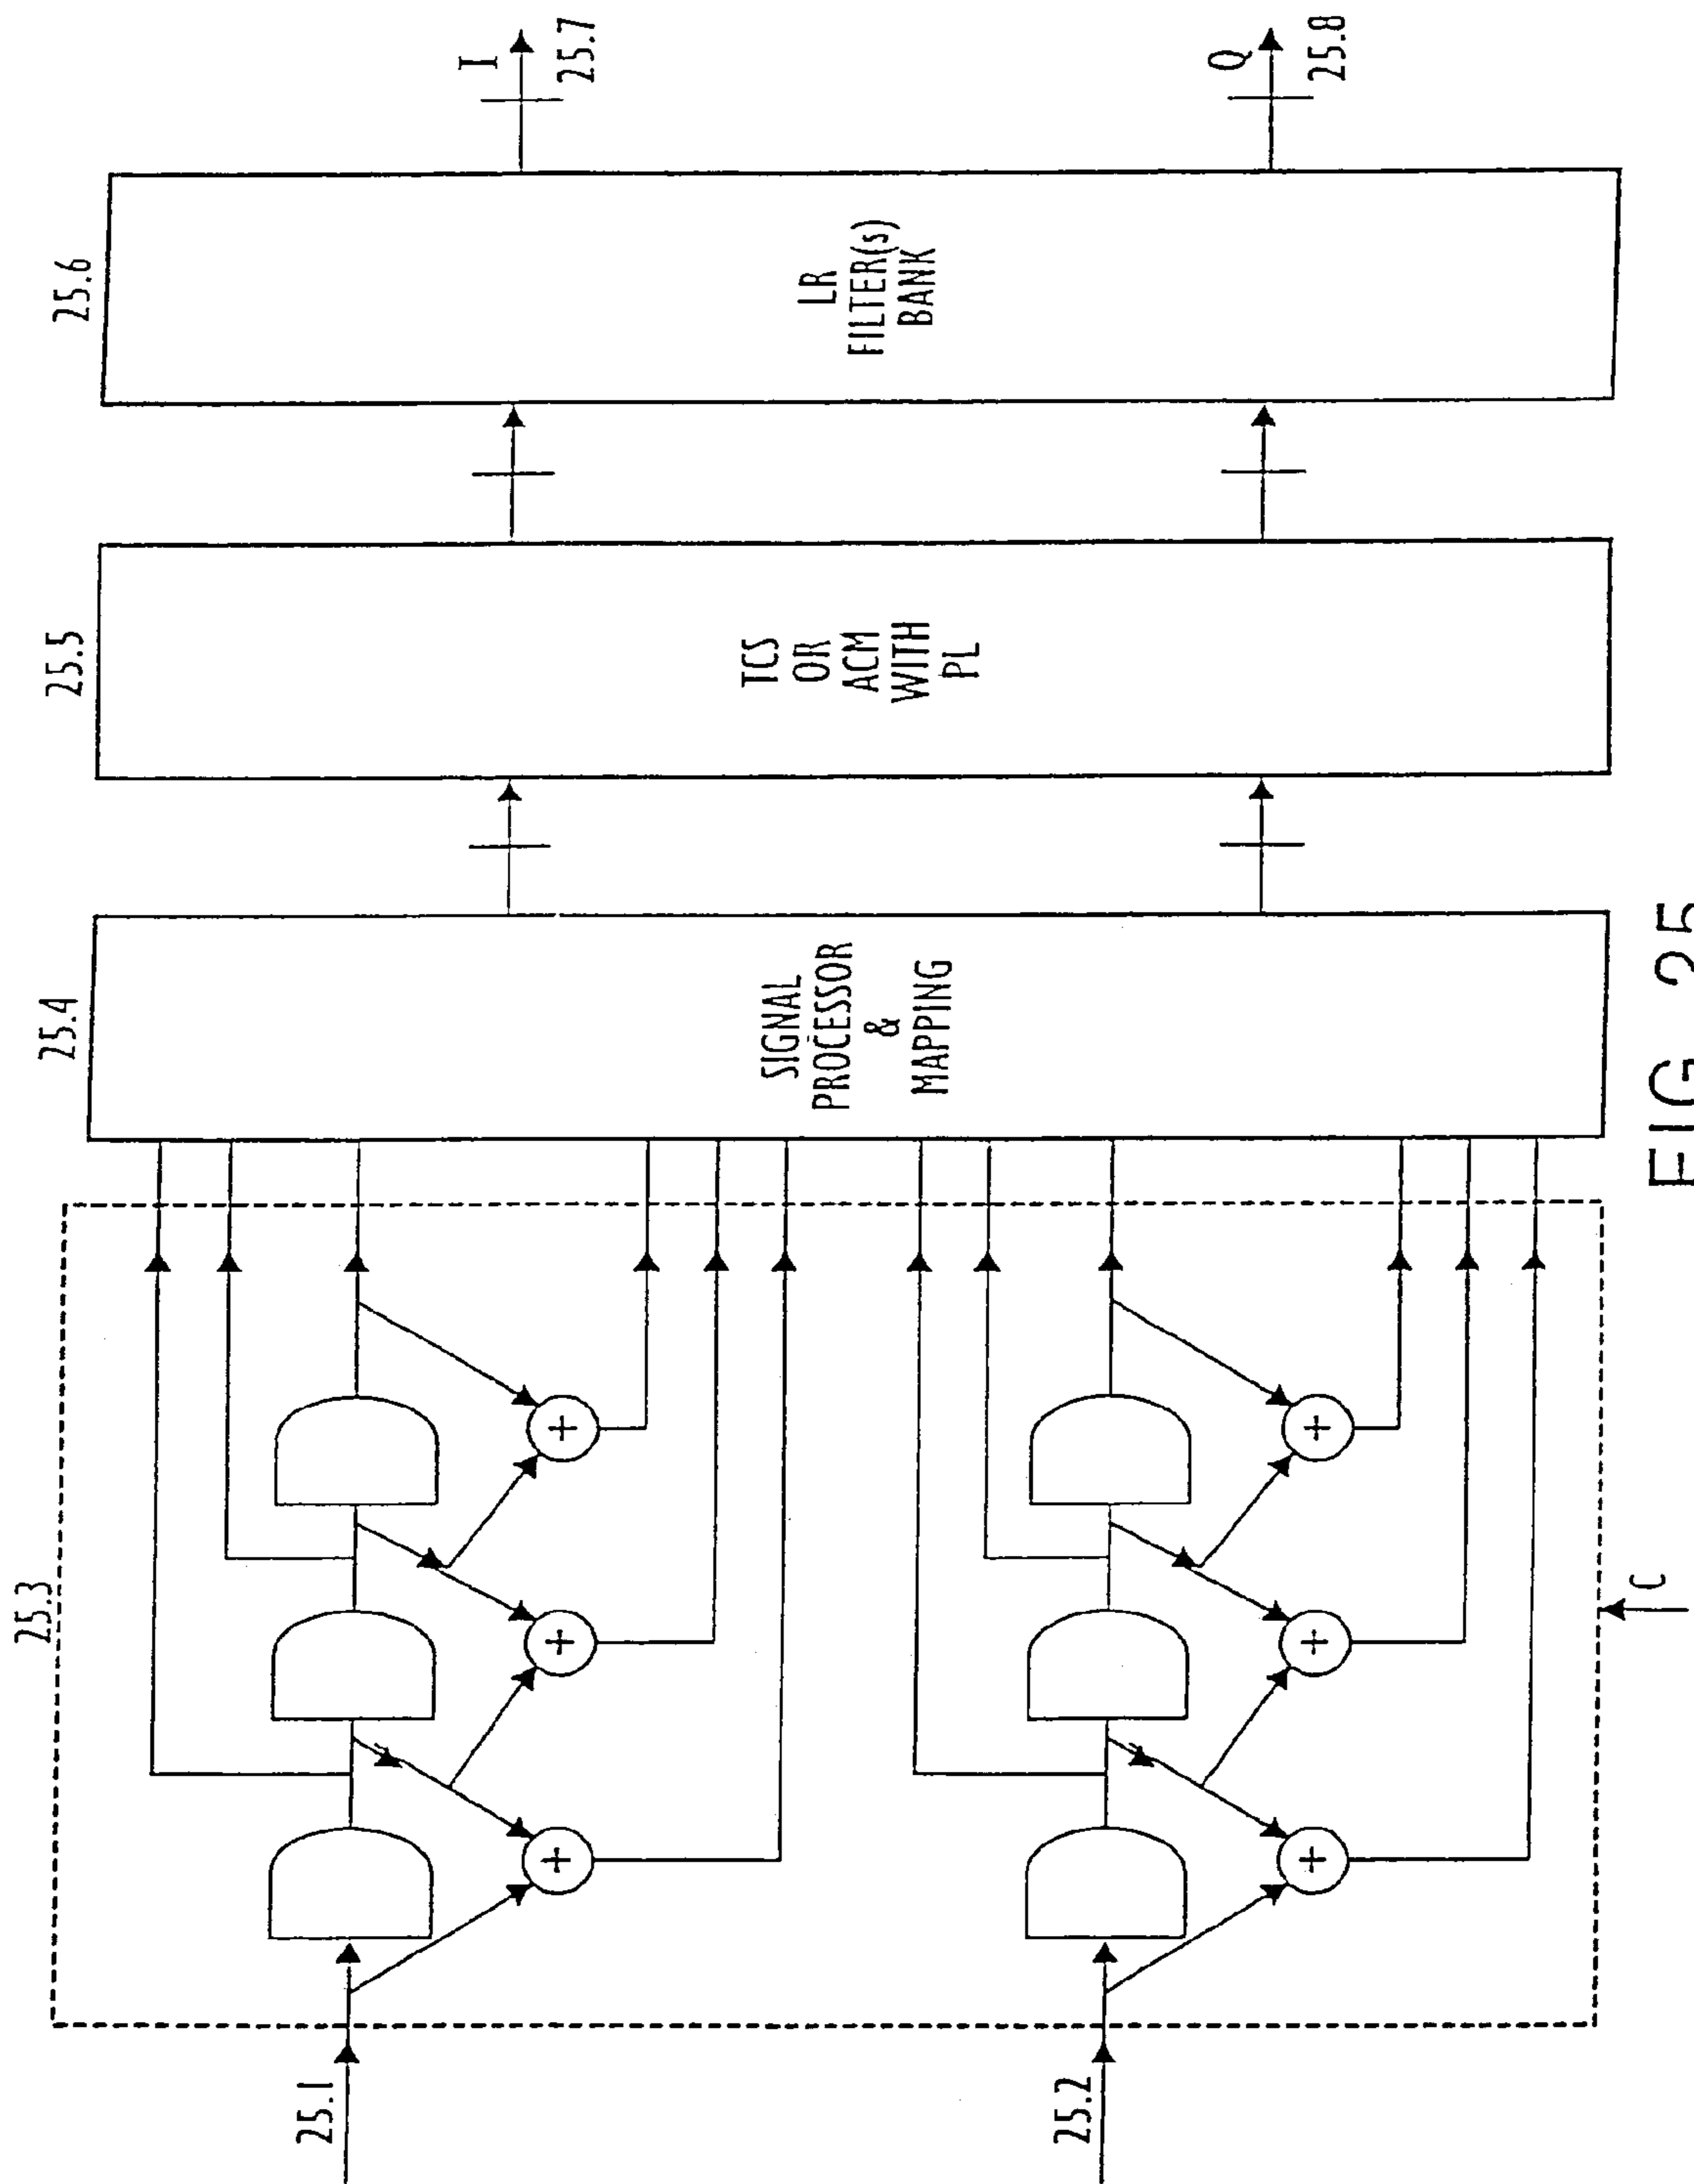 25.1
25.2
25.3
C
25.4
SIGNAL
PROCESSOR
&
MAPPING
25.5
TCS
OR
ACM
WITH
PL
25.6
LR
FILTER(s)
BANK
I
25.7
Q
25.8
+
+
+
+
+
+
FIG 25